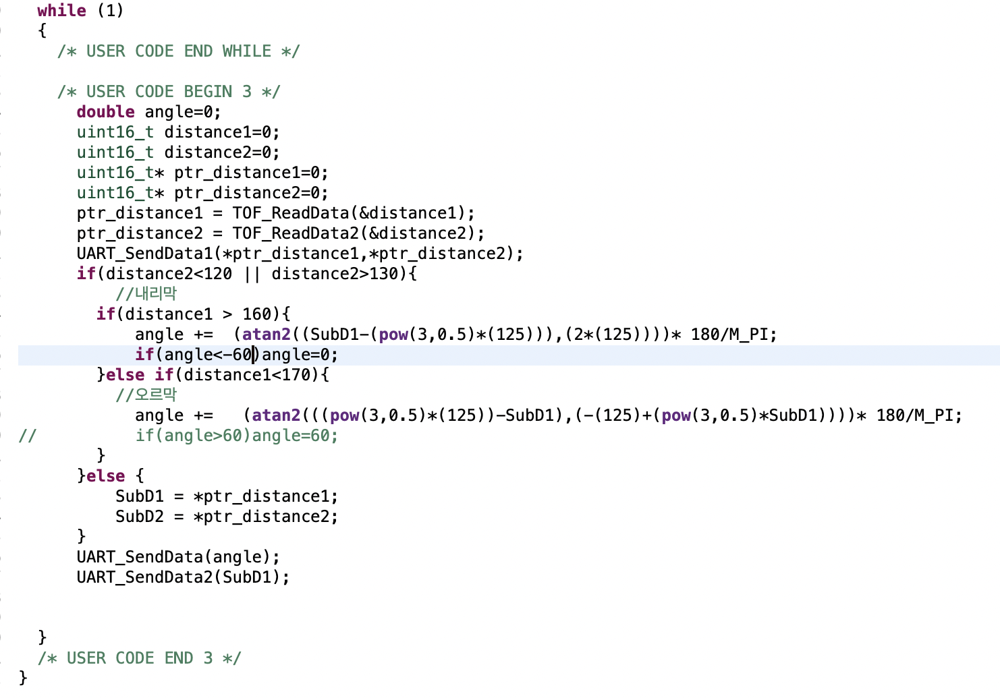 while (1)
{
/* USER CODE END WHILE */
/* USER CODE BEGIN 3 */
double angle=0;
uint16_t distance1=0;
uint16_t distance2=0;
uint16_t* ptr_distance1=0;
uint16_t* ptr_distance2=0;
ptr_distance1 = TOF_ReadData(&distance1);
ptr_distance2 = TOF_ReadData2(&distance2);
UART_SendData1(*ptr_distance1,*ptr_distance2);
if(distance2<120 || distance2>130){
//내리막
if(distance1 > 160){
angle +=  (atan2((SubD1-(pow(3,0.5)*(125))),(2*(125))))* 180/M_PI;
if(angle<-60)angle=0;
}else if(distance1<170){
//오르막
angle +=   (atan2(((pow(3,0.5)*(125))-SubD1),(-(125)+(pow(3,0.5)*SubD1))))* 180/M_PI;
//          if(angle>60)angle=60;
}
}else {
SubD1 = *ptr_distance1;
SubD2 = *ptr_distance2;
}
UART_SendData(angle);
UART_SendData2(SubD1);
}
/* USER CODE END 3 */
}